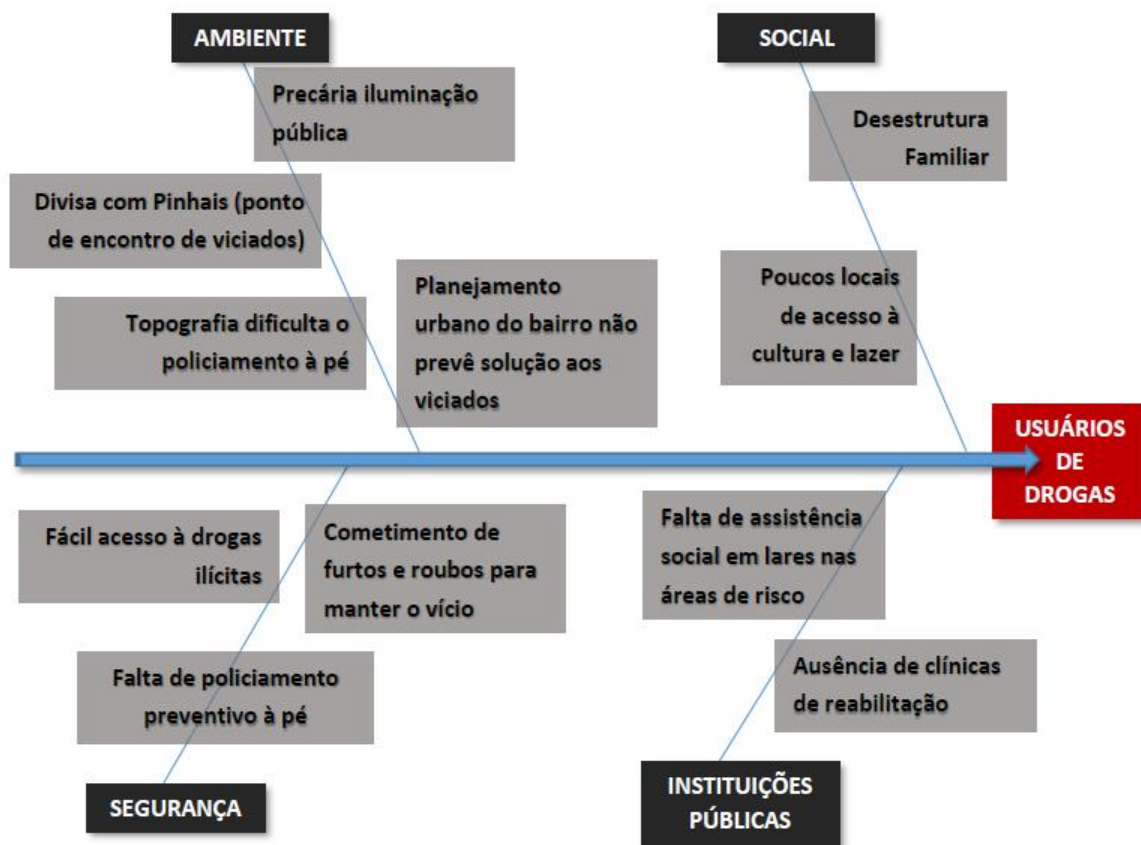 AMBIENTE
SOCIAL
Precária iluminação
pública
Desestrutura
Familiar
Divisa com Pinhais (ponto
de encontro de viciados)
Topografia dificulta o
policiamento à pé
Planejamento
urbano do bairro não
prevê solução aos
viciados
Poucos locais
de acesso à
cultura e lazer
USUÁRIOS
DE
DROGAS
Fácil acesso à drogas
ilícitas
Cometimento de
furtos e roubos para
manter o vício
Falta de assistência
social em lares nas
áreas de risco
Falta de policiamento
preventivo à pé
Ausência de clínicas
de reabilitação
SEGURANÇA
INSTITUIÇÕES
PÚBLICAS